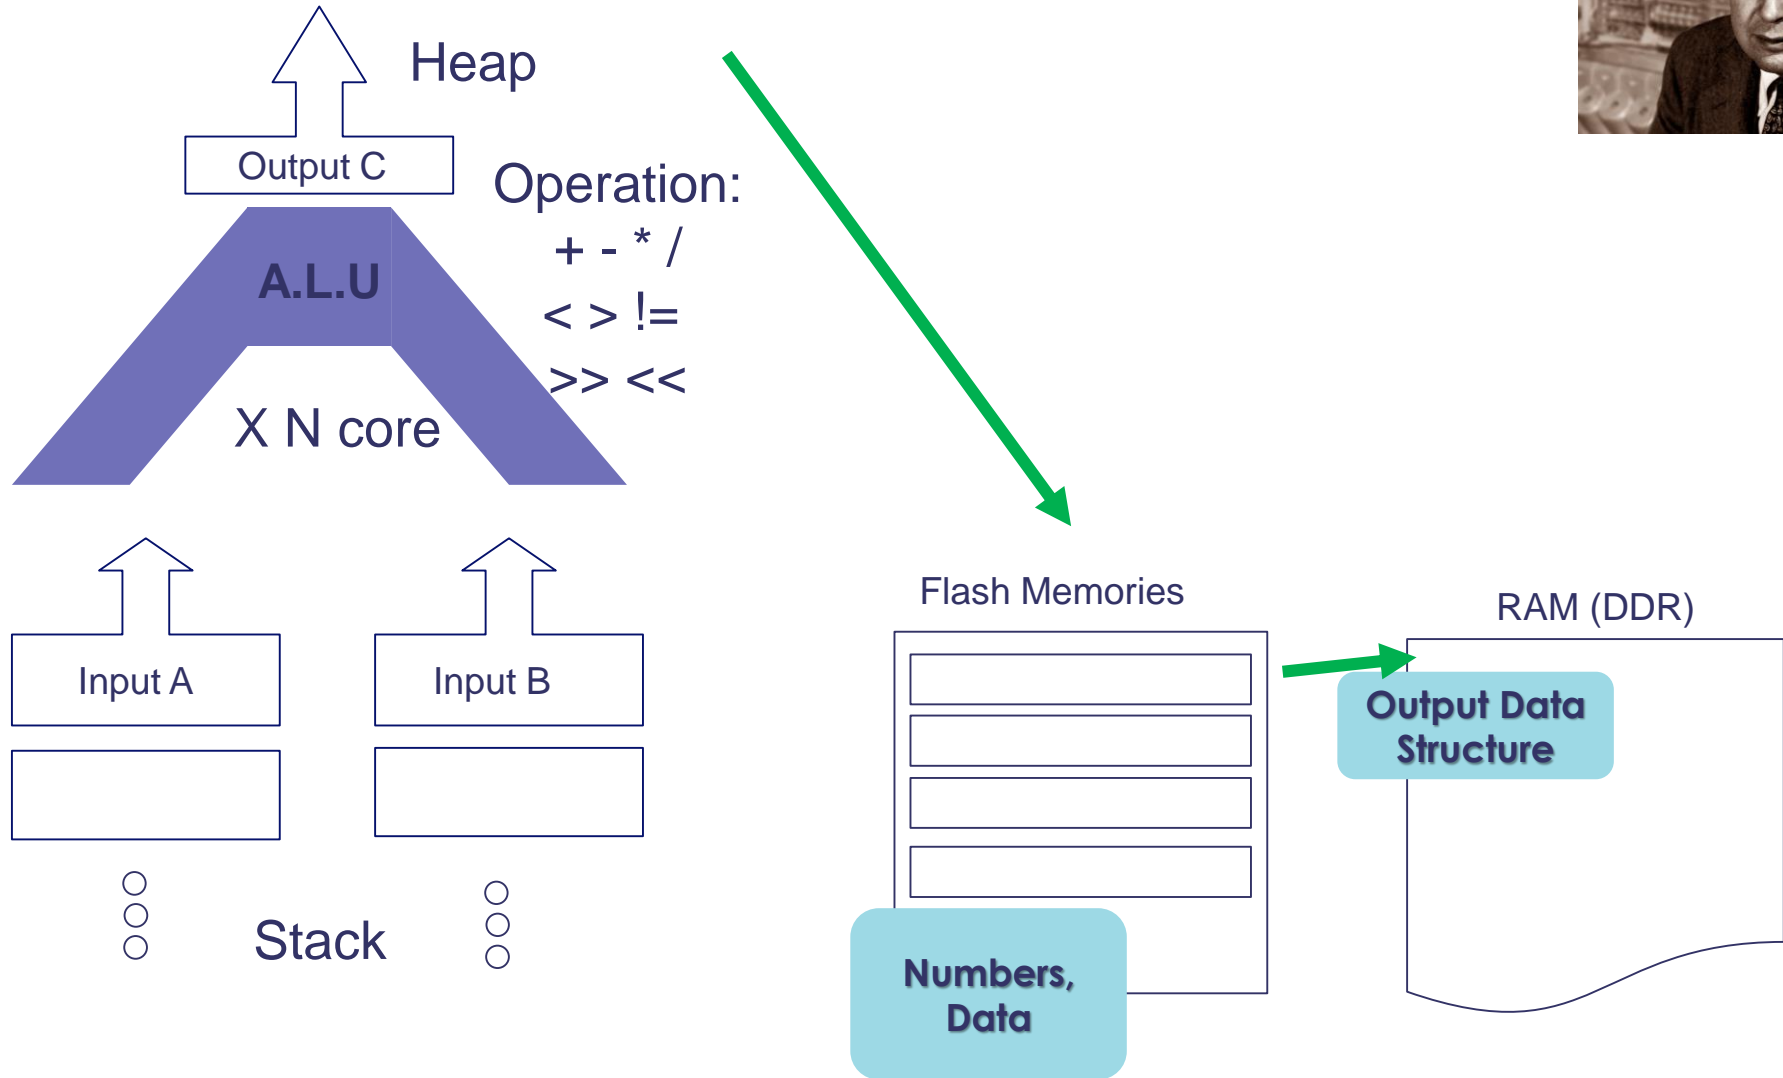 Heap
Output C
Operation:
+ - * /
< > !=
>> <<
A.L.U
X N core
Input A
Input B
Stack
Flash Memories
Numbers,
Data
RAM (DDR)
Output Data
Structure